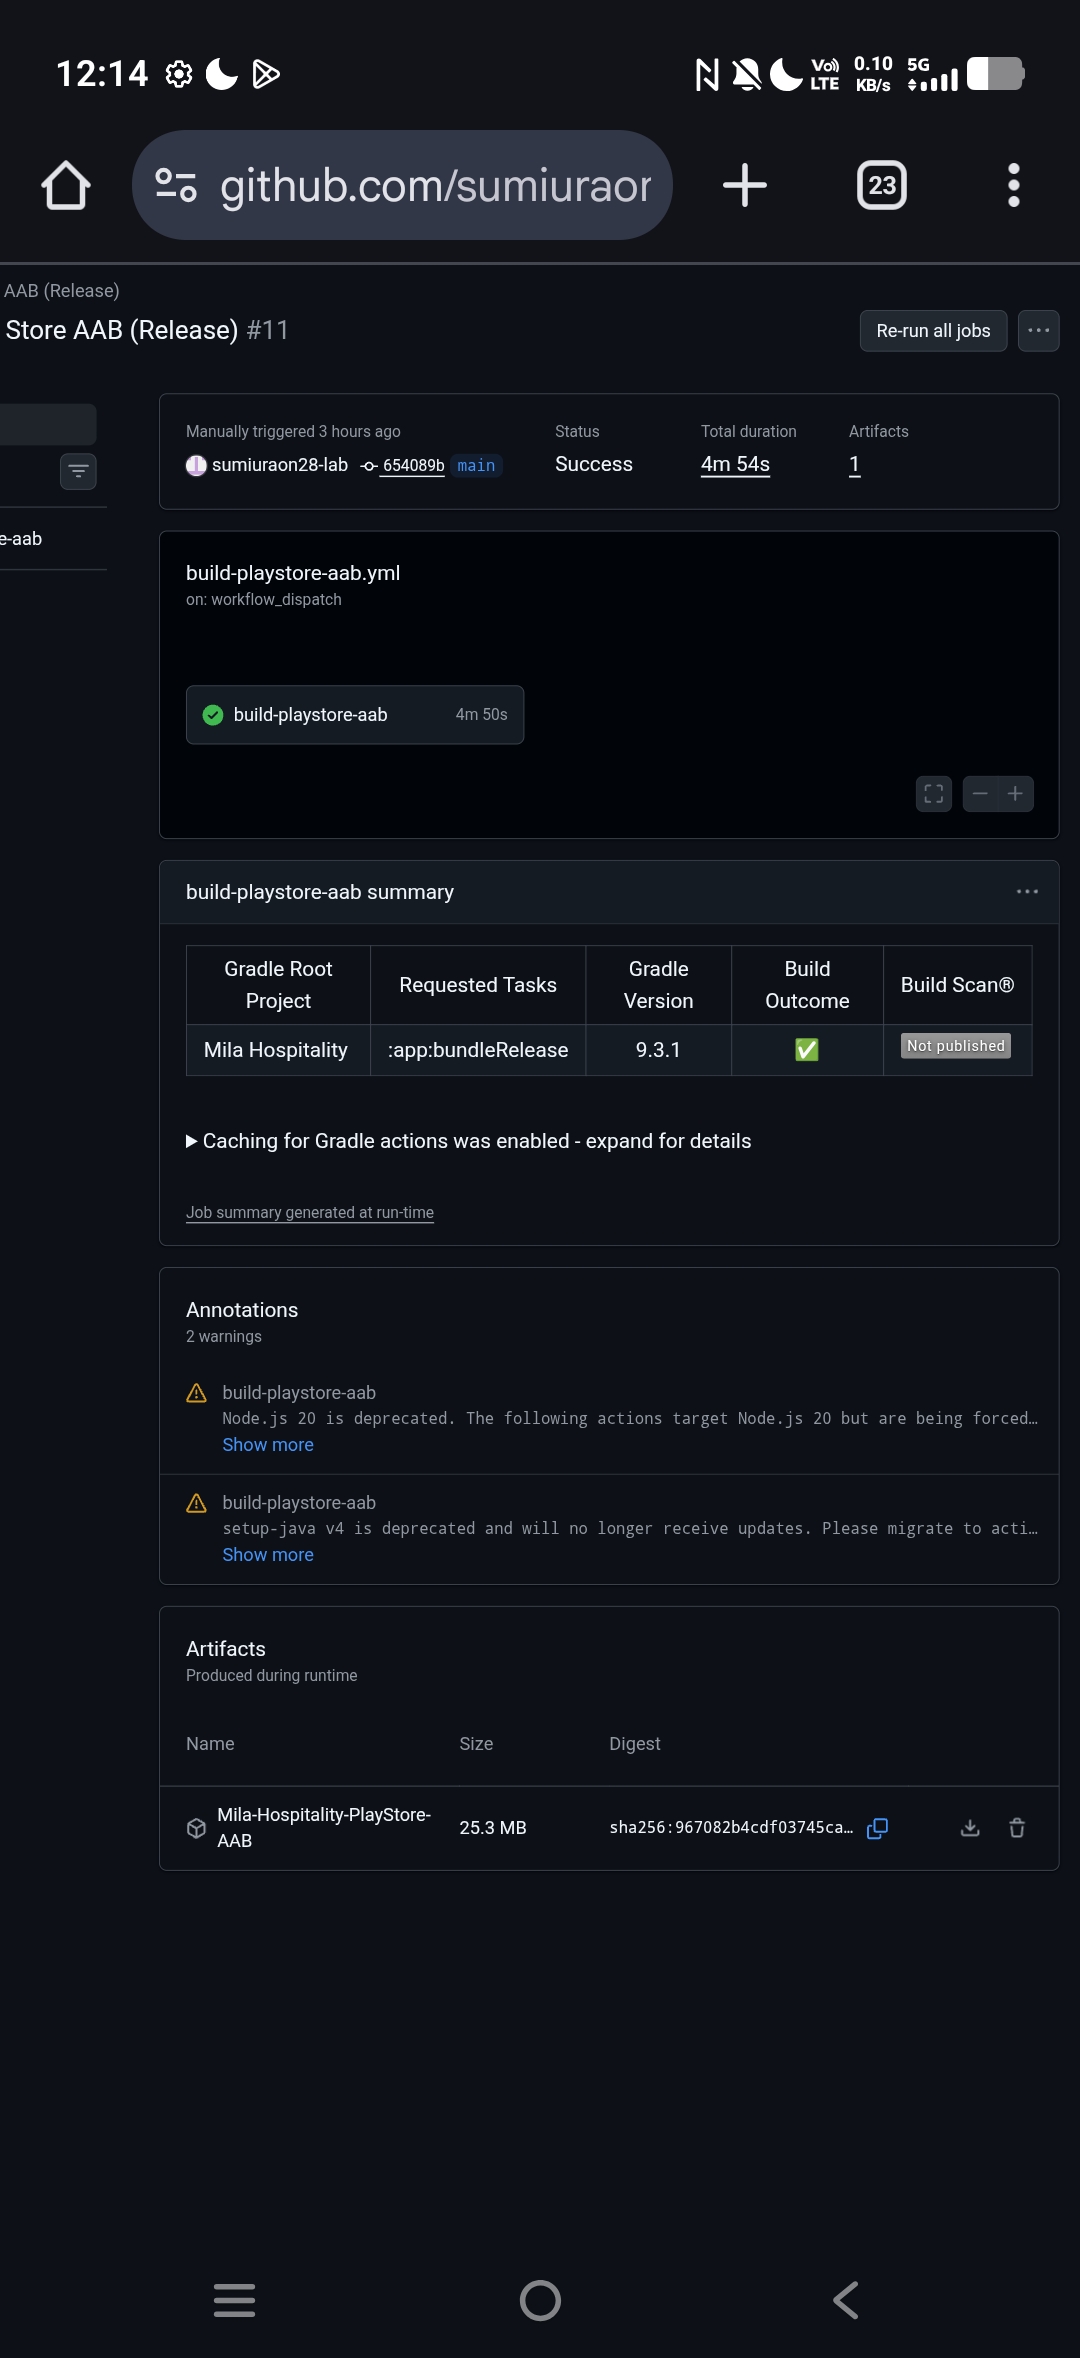 12:14
Vo))
LTE
0.10
KB/s
5G
github.com/sumiuraor
23
AAB (Release)
Store AAB (Release) #11
Re-run all jobs
Manually triggered 3 hours ago
Status
Total duration
Artifacts
sumiuraon28-lab
654089b
main
Success
4m 54s
1
e-aab
build-playstore-aab.yml
on: workflow_dispatch
build-playstore-aab
4m 50s
build-playstore-aab summary
Gradle Root
Project
Requested Tasks
Gradle
Version
Build
Outcome
Build Scan®
Mila Hospitality
:app:bundleRelease
9.3.1
✅
Not published
Caching for Gradle actions was enabled - expand for details
Job summary generated at run-time
Annotations
2 warnings
build-playstore-aab
Node.js 20 is deprecated. The following actions target Node.js 20 but are being forced…
Show more
build-playstore-aab
setup-java v4 is deprecated and will no longer receive updates. Please migrate to acti…
Show more
Artifacts
Produced during runtime
Name
Size
Digest
Mila-Hospitality-PlayStore-
AAB
25.3 MB
sha256:967082b4cdf03745ca…